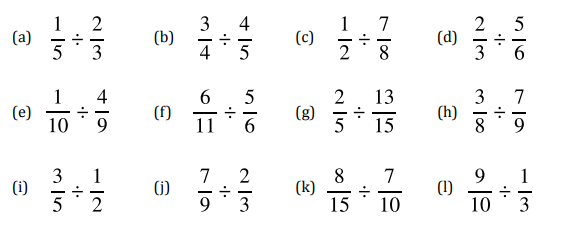 (a) 1/5 ÷ 2/3 (b) 3/4 ÷ 4/5 (c) 1/2 ÷ 7/8 (d) 2/3 ÷ 5/6
(e) 1/10 ÷ 4/9 (f) 6/11 ÷ 5/6 (g) 2/5 ÷ 13/15 (h) 3/8 ÷ 7/9
(i) 3/5 ÷ 1/2 (j) 7/9 ÷ 2/3 (k) 8/15 ÷ 7/10 (l) 9/10 ÷ 1/3